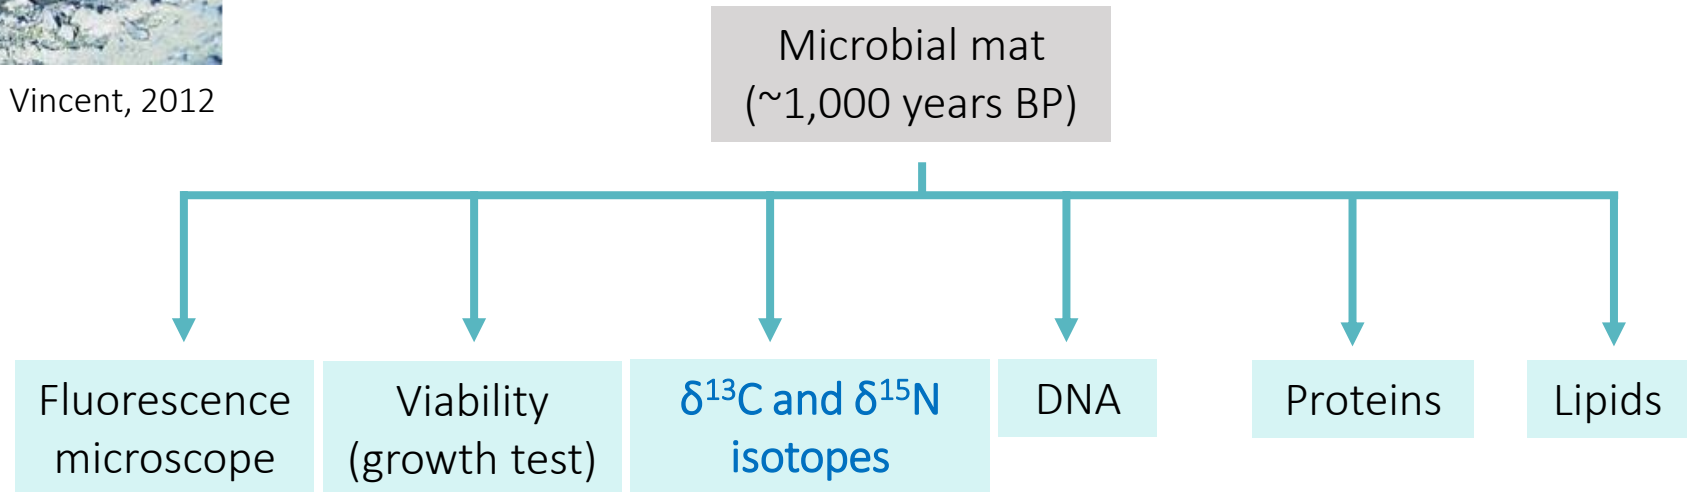 Vincent, 2012
Microbial mat
(~1,000 years BP)
Fluorescence
microscope
Viability
(growth test)
δ¹³C and δ¹⁵N
isotopes
DNA
Proteins
Lipids